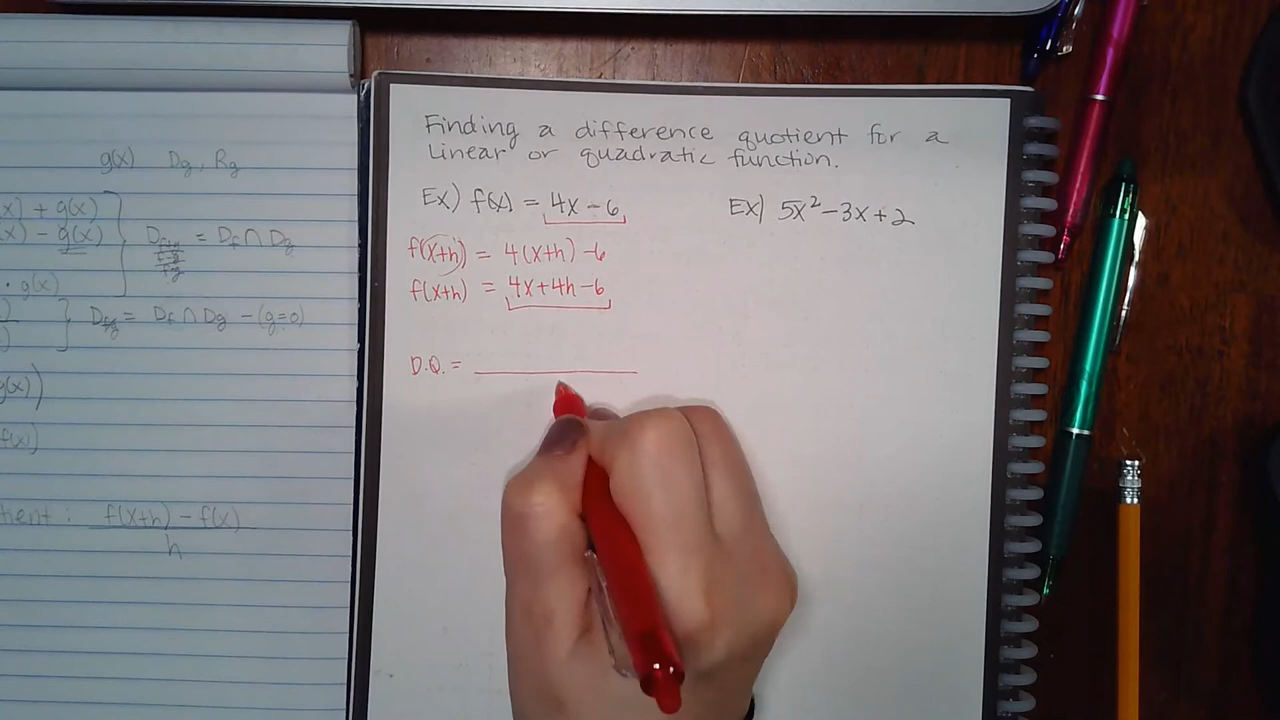 g(x) Dg, Rg
x) + g(x)
x) - g(x)
= Df ∩ Dg
· g(x)
= Df ∩ Dg - (g=0)
g(x))
f(x)
tient : f(x+h) - f(x)
h
Finding a difference quotient for a
Linear or quadratic function.
Ex) f(x) = 4x - 6
f(x+h) = 4(x+h) - 6
f(x+h) = 4x+4h-6
D.Q. =
Ex) 5x² - 3x + 2